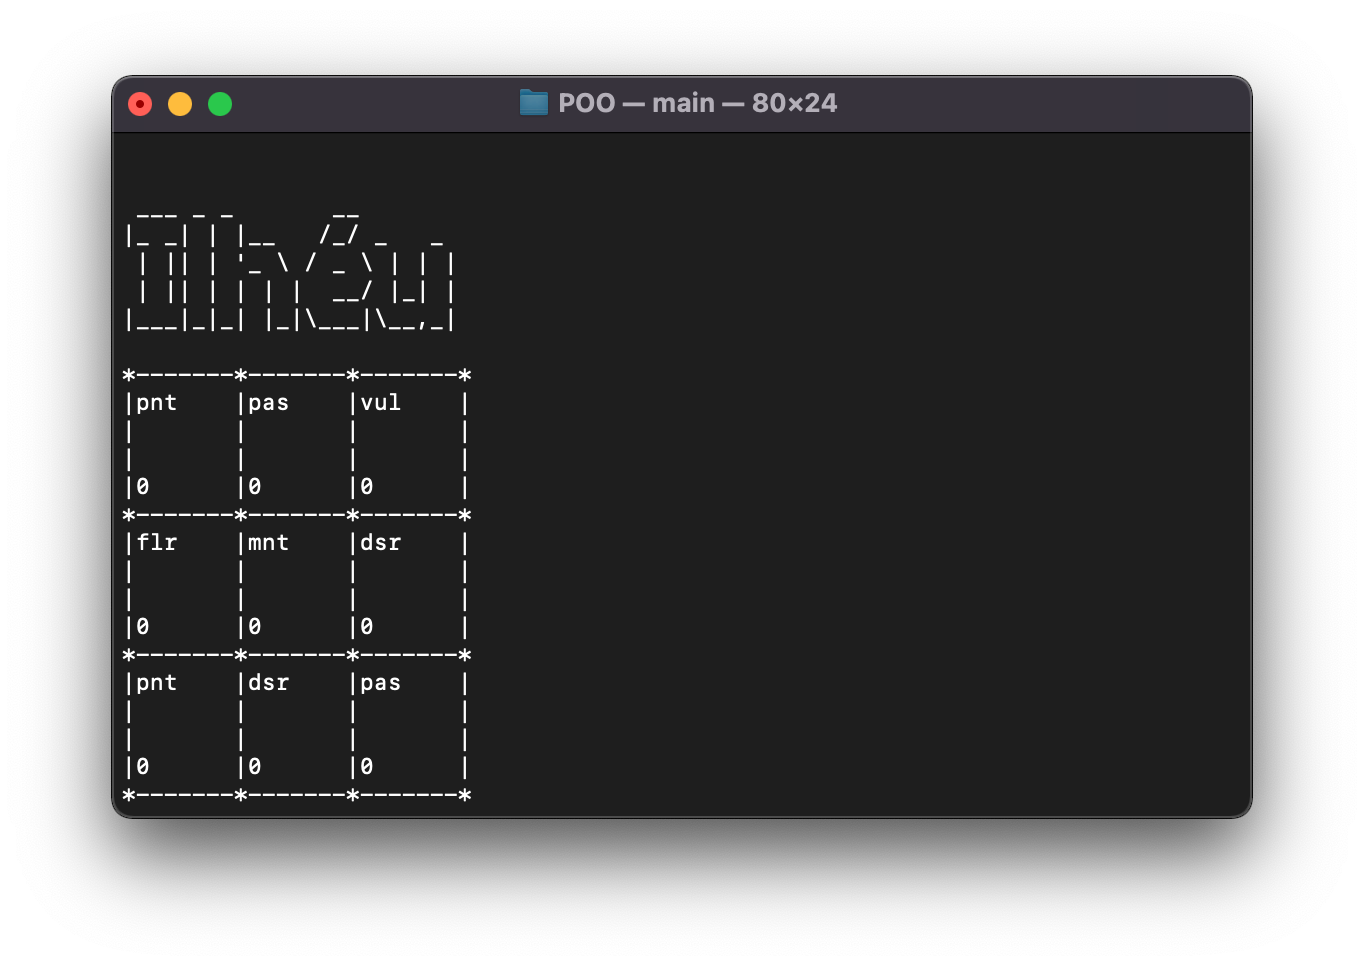 POO — main — 80×24
 ___ _ _       __
|_ _| | |__   /_/ _   _
 | || | '_ \ / _ \ | | |
 | || | | | |  __/ |_| |
|___|_|_| |_|\___|\__,_|
*-------*-------*-------*
|pnt    |pas    |vul    |
|       |       |       |
|       |       |       |
|0      |0      |0      |
*-------*-------*-------*
|flr    |mnt    |dsr    |
|       |       |       |
|       |       |       |
|0      |0      |0      |
*-------*-------*-------*
|pnt    |dsr    |pas    |
|       |       |       |
|       |       |       |
|0      |0      |0      |
*-------*-------*-------*